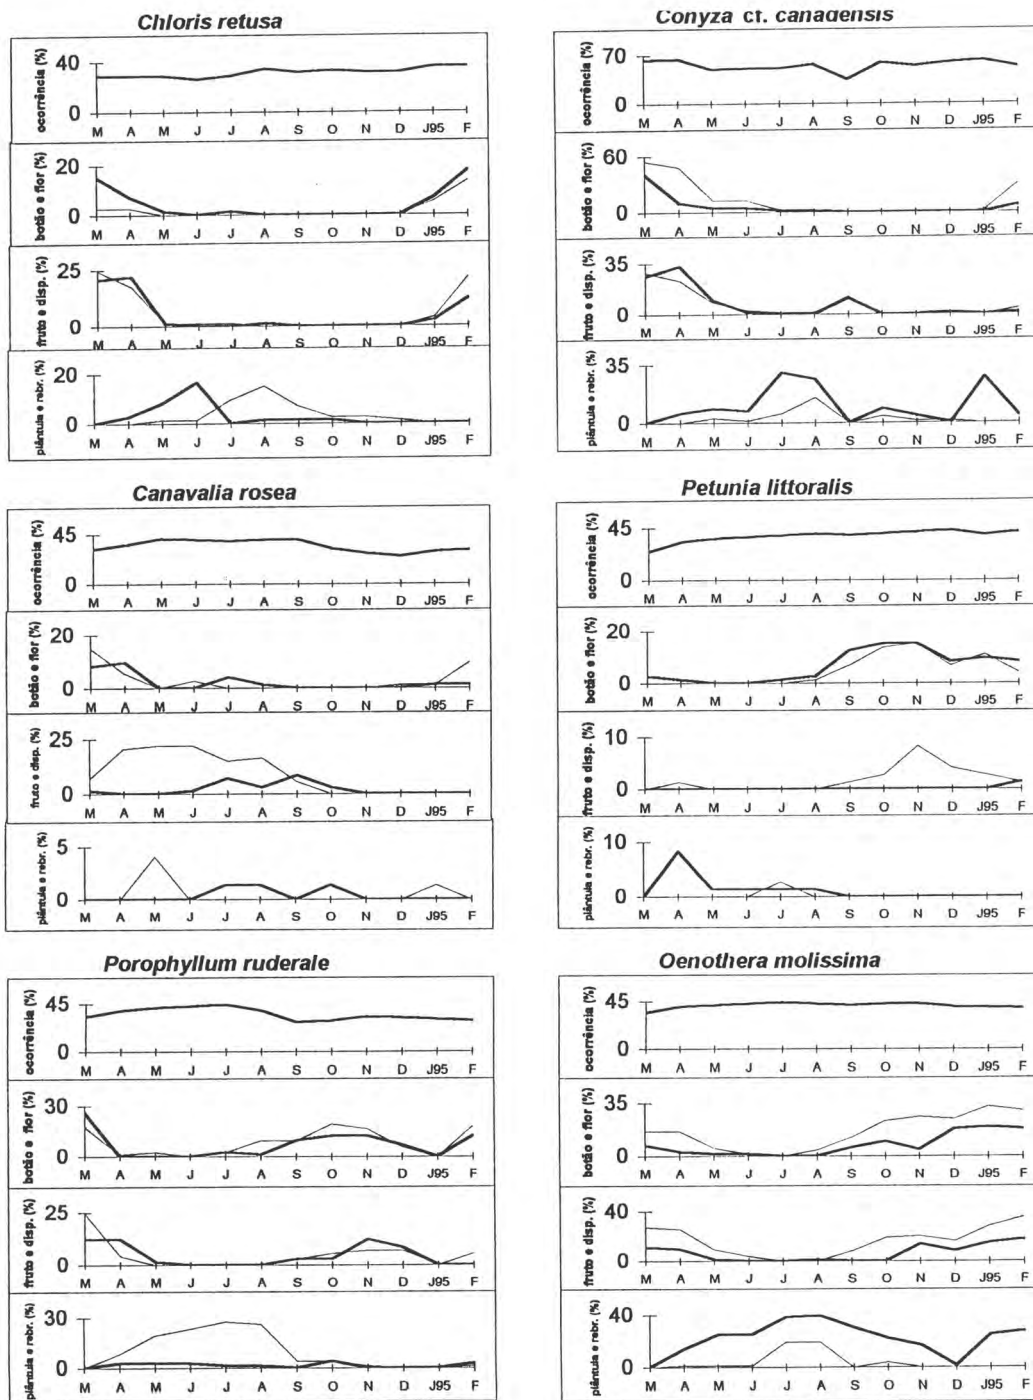 Chloris retusa
ocorrência (%)
40
0
M A M J J A S O N D J95 F
botão e flor (%)
20
0
M A M J J A S O N D J95 F
fruto e disp. (%)
25
0
M A M J J A S O N D J95 F
plântula e rebr. (%)
20
0
M A M J J A S O N D J95 F
Conyza cf. canadensis
ocorrência (%)
70
0
M A M J J A S O N D J95 F
botão e flor (%)
60
0
M A M J J A S O N D J95 F
fruto e disp. (%)
35
0
M A M J J A S O N D J95 F
plântula e rebr. (%)
35
0
M A M J J A S O N D J95 F
Canavalia rosea
ocorrência (%)
45
0
M A M J J A S O N D J95 F
botão e flor (%)
20
0
M A M J J A S O N D J95 F
fruto e disp. (%)
25
0
M A M J J A S O N D J95 F
plântula e rebr. (%)
5
0
M A M J J A S O N D J95 F
Petunia littoralis
ocorrência (%)
45
0
M A M J J A S O N D J95 F
botão e flor (%)
20
0
M A M J J A S O N D J95 F
fruto e disp. (%)
10
0
M A M J J A S O N D J95 F
plântula e rebr. (%)
10
0
M A M J J A S O N D J95 F
Porophyllum ruderale
ocorrência (%)
45
0
M A M J J A S O N D J95 F
botão e flor (%)
30
0
M A M J J A S O N D J95 F
fruto e disp. (%)
25
0
M A M J J A S O N D J95 F
plântula e rebr. (%)
30
0
M A M J J A S O N D J95 F
Oenothera molissima
ocorrência (%)
45
0
M A M J J A S O N D J95 F
botão e flor (%)
35
0
M A M J J A S O N D J95 F
fruto e disp. (%)
40
0
M A M J J A S O N D J95 F
plântula e rebr. (%)
40
0
M A M J J A S O N D J95 F